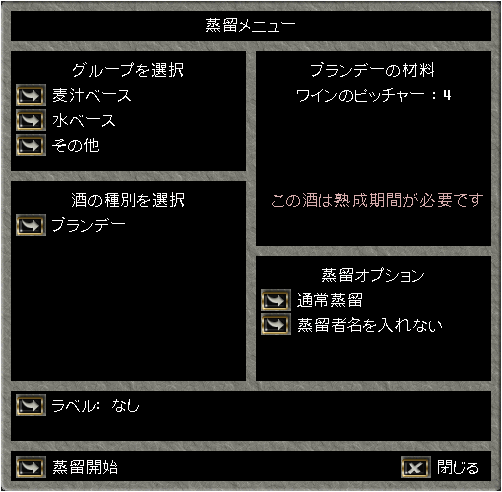 蒸留メニュー
グループを選択
麦汁ベース
水ベース
その他
ブランデーの材料
ワインのピッチャー : 4
この酒は熟成期間が必要です
酒の種別を選択
ブランデー
蒸留オプション
通常蒸留
蒸留者名を入れない
ラベル: なし
蒸留開始
閉じる